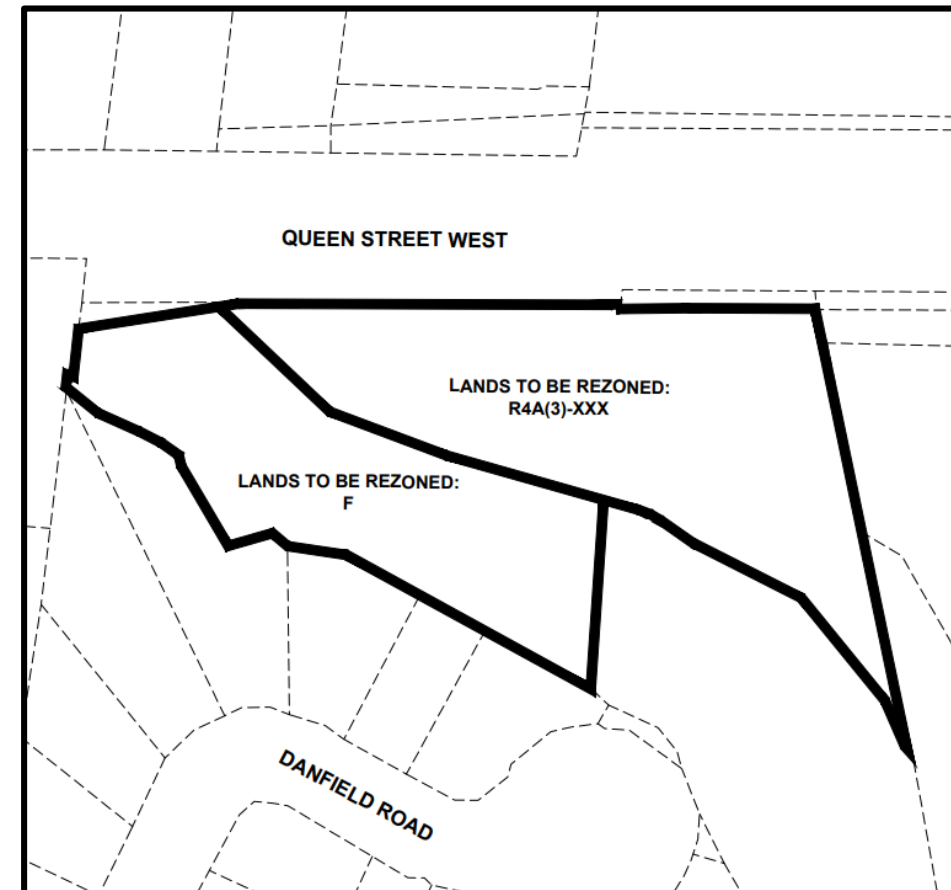 QUEEN STREET WEST
LANDS TO BE REZONED:
R4A(3)-XXX
LANDS TO BE REZONED:
F
DANFIELD ROAD